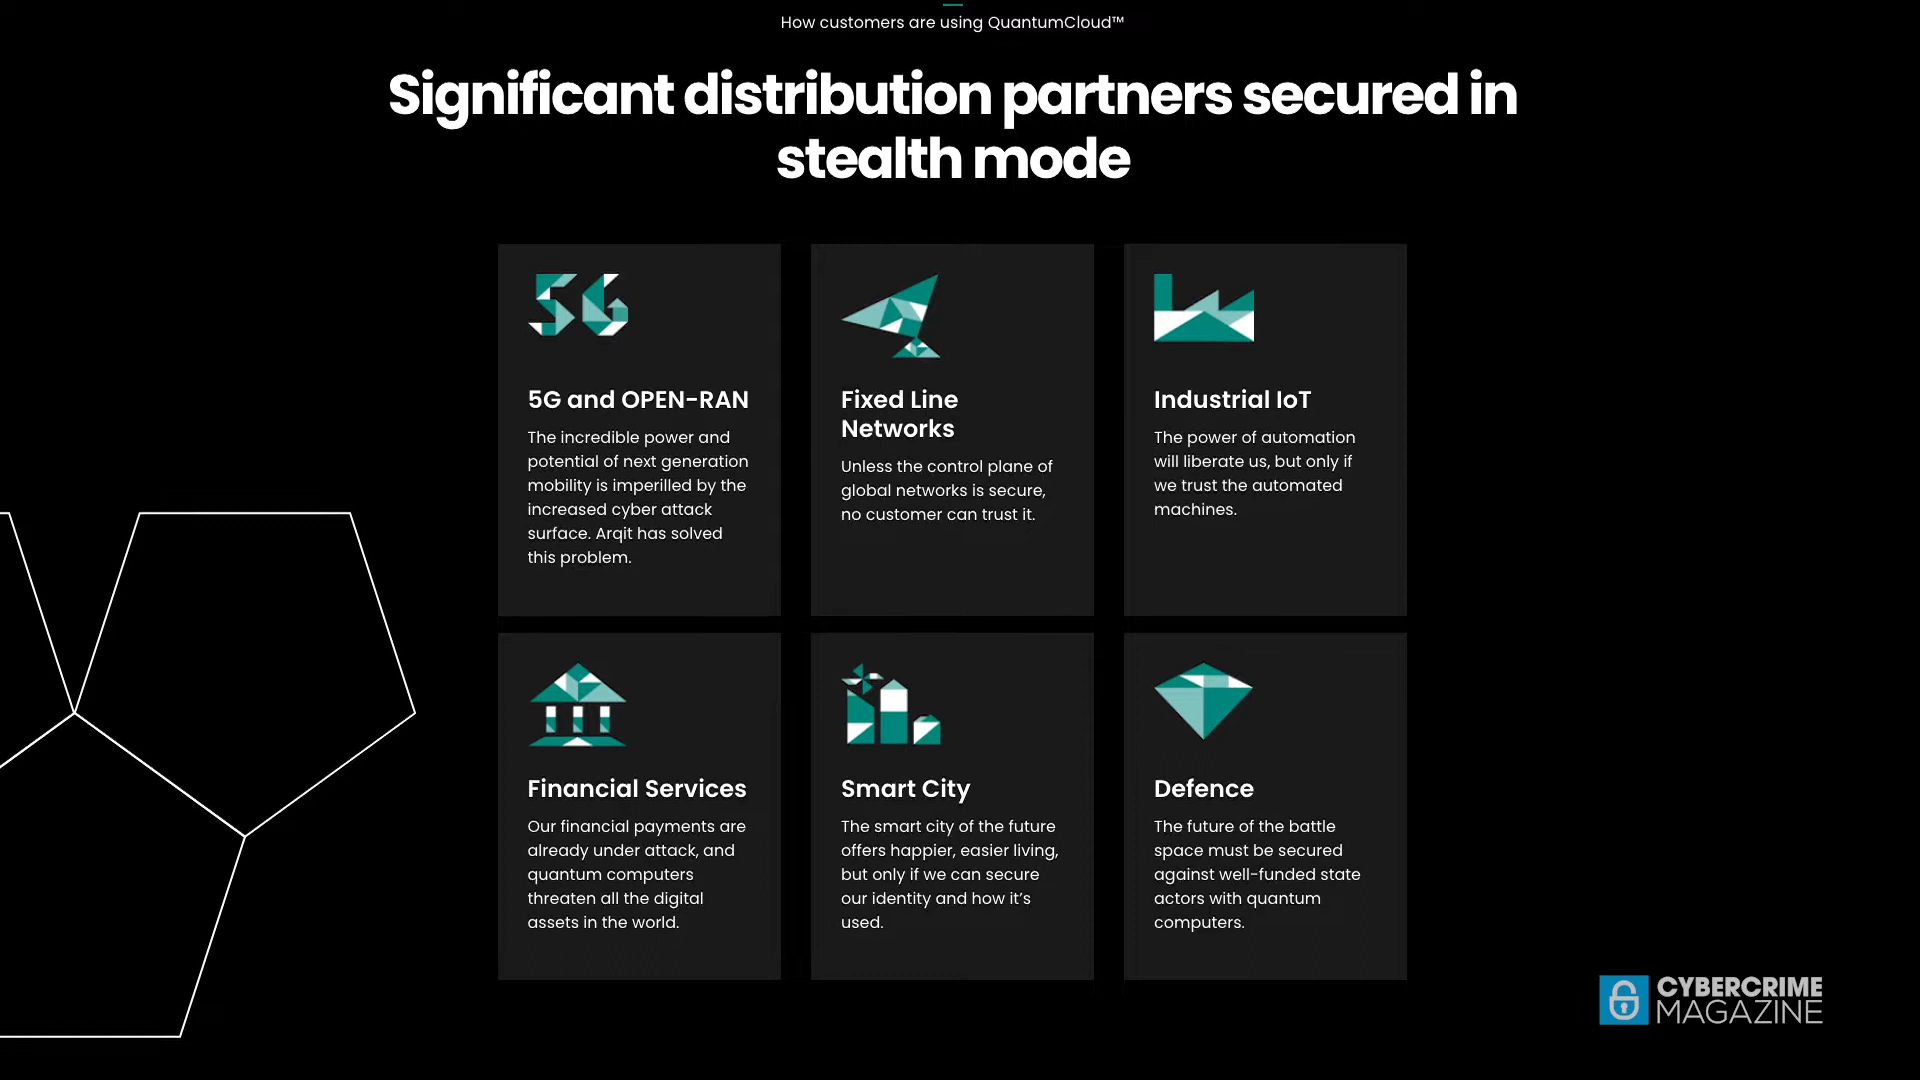 How customers are using QuantumCloud™
Significant distribution partners secured in
stealth mode
5G
5G and OPEN-RAN
The incredible power and
potential of next generation
mobility is imperilled by the
increased cyber attack
surface. Arqit has solved
this problem.
Fixed Line
Networks
Unless the control plane of
global networks is secure,
no customer can trust it.
Industrial IoT
The power of automation
will liberate us, but only if
we trust the automated
machines.
Financial Services
Our financial payments are
already under attack, and
quantum computers
threaten all the digital
assets in the world.
Smart City
The smart city of the future
offers happier, easier living,
but only if we can secure
our identity and how it’s
used.
Defence
The future of the battle
space must be secured
against well-funded state
actors with quantum
computers.
CYBERCRIME
MAGAZINE